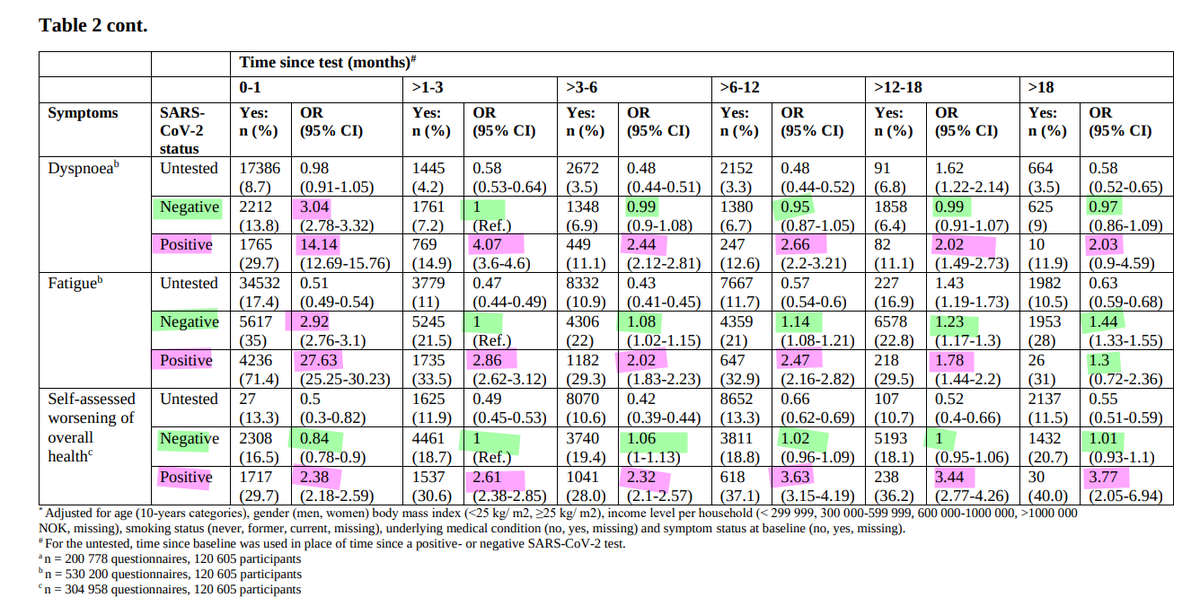 Table 2 cont.
Time since test (months)#
0-1 >1-3 >3-6 >6-12 >12-18 >18
Symptoms SARS- Yes: OR Yes: OR Yes: OR Yes: OR Yes: OR Yes: OR
CoV-2 n (%) (95% CI) n (%) (95% CI) n (%) (95% CI) n (%) (95% CI) n (%) (95% CI) n (%) (95% CI)
status
Dyspnoeaᵇ Untested 17386 0.98 1445 0.58 2672 0.48 2152 0.48 91 1.62 664 0.58
(8.7) (0.91-1.05) (4.2) (0.53-0.64) (3.5) (0.44-0.51) (3.3) (0.44-0.52) (6.8) (1.22-2.14) (3.5) (0.52-0.65)
Negative 2212 3.04 1761 1 1348 0.99 1380 0.95 1858 0.99 625 0.97
(13.8) (2.78-3.32) (7.2) (Ref.) (6.9) (0.9-1.08) (6.7) (0.87-1.05) (6.4) (0.91-1.07) (9) (0.86-1.09)
Positive 1765 14.14 769 4.07 449 2.44 247 2.66 82 2.02 10 2.03
(29.7) (12.69-15.76) (14.9) (3.6-4.6) (11.1) (2.12-2.81) (12.6) (2.2-3.21) (11.1) (1.49-2.73) (11.9) (0.9-4.59)
Fatigueᵇ Untested 34532 0.51 3779 0.47 8332 0.43 7667 0.57 227 1.43 1982 0.63
(17.4) (0.49-0.54) (11) (0.44-0.49) (10.9) (0.41-0.45) (11.7) (0.54-0.6) (16.9) (1.19-1.73) (10.5) (0.59-0.68)
Negative 5617 2.92 5245 1 4306 1.08 4359 1.14 6578 1.23 1953 1.44
(35) (2.76-3.1) (21.5) (Ref.) (22) (1.02-1.15) (21) (1.08-1.21) (22.8) (1.17-1.3) (28) (1.33-1.55)
Positive 4236 27.63 1735 2.86 1182 2.02 647 2.47 218 1.78 26 1.3
(71.4) (25.25-30.23) (33.5) (2.62-3.12) (29.3) (1.83-2.23) (32.9) (2.16-2.82) (29.5) (1.44-2.2) (31) (0.72-2.36)
Self-assessed Untested 27 0.5 1625 0.49 8070 0.42 8652 0.66 107 0.52 2137 0.55
worsening of (13.3) (0.3-0.82) (11.9) (0.45-0.53) (10.6) (0.39-0.44) (13.3) (0.62-0.69) (10.7) (0.4-0.66) (11.5) (0.51-0.59)
overall Negative 2308 0.84 4461 1 3740 1.06 3811 1.02 5193 1 1432 1.01
healthᶜ (16.5) (0.78-0.9) (18.7) (Ref.) (19.4) (1-1.13) (18.8) (0.96-1.09) (18.1) (0.95-1.06) (20.7) (0.93-1.1)
Positive 1717 2.38 1537 2.61 1041 2.32 618 3.63 238 3.44 30 3.77
(29.7) (2.18-2.59) (30.6) (2.38-2.85) (28.0) (2.1-2.57) (37.1) (3.15-4.19) (36.2) (2.77-4.26) (40.0) (2.05-6.94)
* Adjusted for age (10-years categories), gender (men, women) body mass index (<25 kg/ m2, ≥25 kg/ m2), income level per household (< 299 999, 300 000-599 999, 600 000-1000 000, >1000 000
NOK, missing), smoking status (never, former, current, missing), underlying medical condition (no, yes, missing) and symptom status at baseline (no, yes, missing).
# For the untested, time since baseline was used in place of time since a positive- or negative SARS-CoV-2 test.
ᵃ n = 200 778 questionnaires, 120 605 participants
ᵇ n = 530 200 questionnaires, 120 605 participants
ᶜ n = 304 958 questionnaires, 120 605 participants